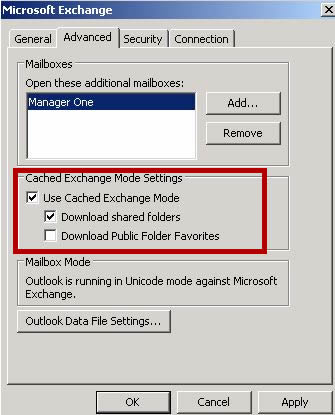 Microsoft Exchange
General Advanced Security Connection
Mailboxes
Open these additional mailboxes:
Manager One
Add...
Remove
Cached Exchange Mode Settings
Use Cached Exchange Mode
Download shared folders
Download Public Folder Favorites
Mailbox Mode
Outlook is running in Unicode mode against Microsoft
Exchange.
Outlook Data File Settings...
OK Cancel Apply